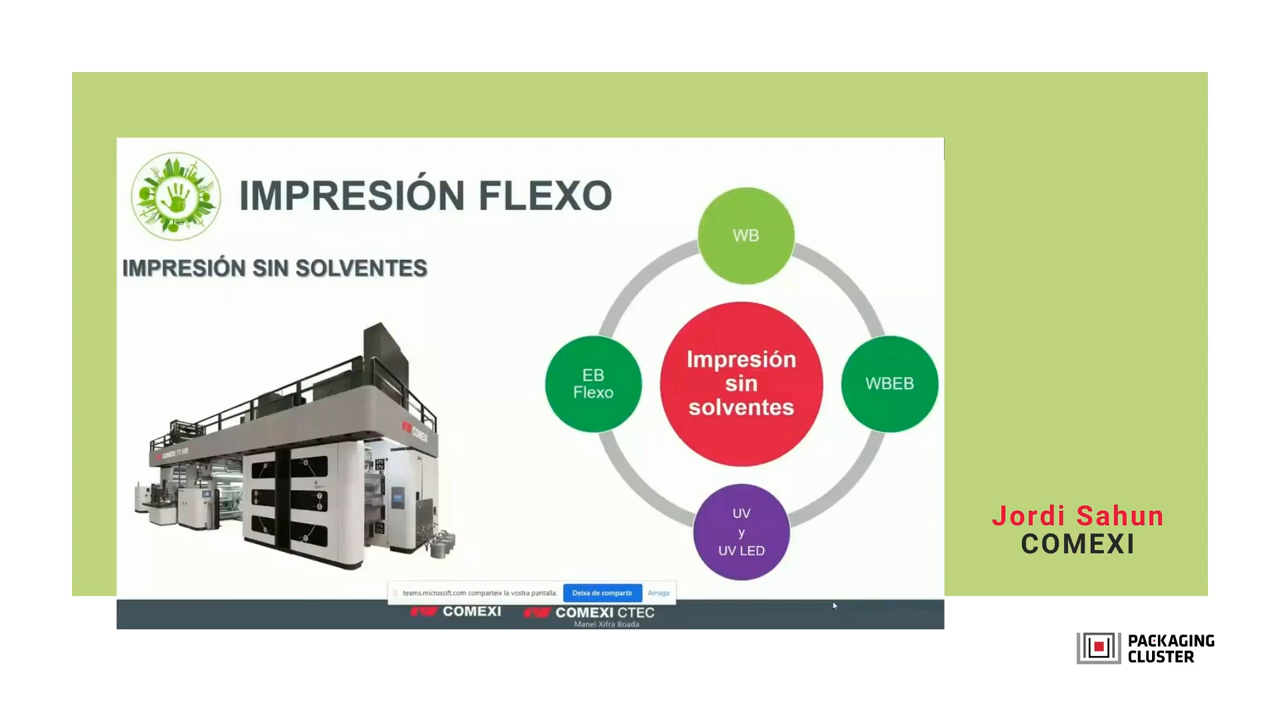 IMPRESIÓN FLEXO
IMPRESIÓN SIN SOLVENTES
WB
EB
Flexo
Impresión
sin
solventes
WBEB
UV
y
UV LED
COMEXI
COMEXI
teams.microsoft.com comparteix la vostra pantalla.
Deixa de compartir
Amaga
COMEXI
COMEXI CTEC
Manel Xifra Boada
Jordi Sahun
COMEXI
PACKAGING
CLUSTER